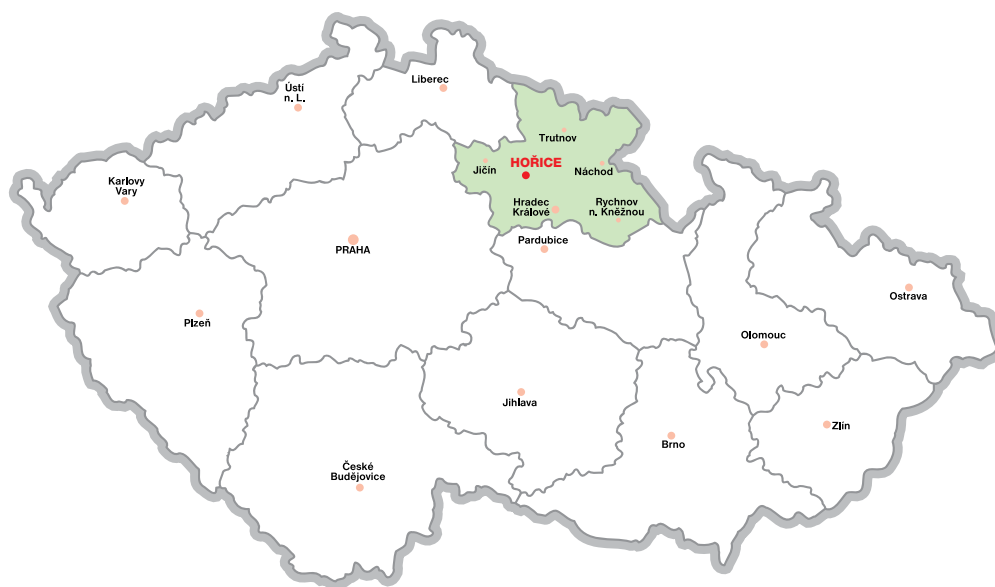 Liberec
Ústí
n. L.
Trutnov
HOŘICE
Jičín
Náchod
Karlovy
Vary
Hradec
Králové
Rychnov
n. Kněžnou
Pardubice
PRAHA
Ostrava
Plzeň
Olomouc
Jihlava
Zlín
Brno
České
Budějovice